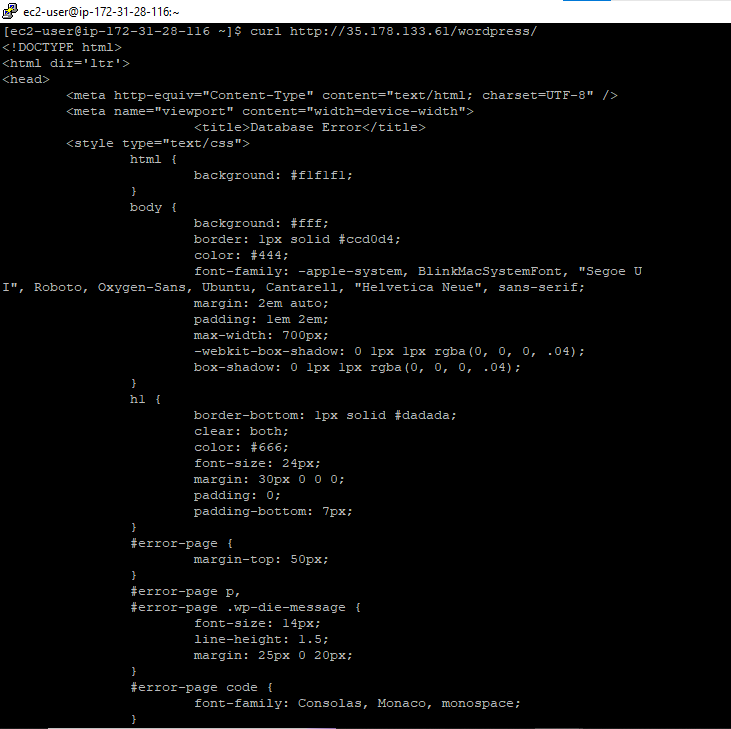 ec2-user@ip-172-31-28-116:~
[ec2-user@ip-172-31-28-116 ~]$ curl http://35.178.133.61/wordpress/
<!DOCTYPE html>
<html dir='ltr'>
<head>
        <meta http-equiv="Content-Type" content="text/html; charset=UTF-8" />
        <meta name="viewport" content="width=device-width">
                        <title>Database Error</title>
        <style type="text/css">
                html {
                        background: #f1f1f1;
                }
                body {
                        background: #fff;
                        border: 1px solid #ccd0d4;
                        color: #444;
                        font-family: -apple-system, BlinkMacSystemFont, "Segoe U
I", Roboto, Oxygen-Sans, Ubuntu, Cantarell, "Helvetica Neue", sans-serif;
                        margin: 2em auto;
                        padding: 1em 2em;
                        max-width: 700px;
                        -webkit-box-shadow: 0 1px 1px rgba(0, 0, 0, .04);
                        box-shadow: 0 1px 1px rgba(0, 0, 0, .04);
                }
                h1 {
                        border-bottom: 1px solid #dadada;
                        clear: both;
                        color: #666;
                        font-size: 24px;
                        margin: 30px 0 0 0;
                        padding: 0;
                        padding-bottom: 7px;
                }
                #error-page {
                        margin-top: 50px;
                }
                #error-page p,
                #error-page .wp-die-message {
                        font-size: 14px;
                        line-height: 1.5;
                        margin: 25px 0 20px;
                }
                #error-page code {
                        font-family: Consolas, Monaco, monospace;
                }